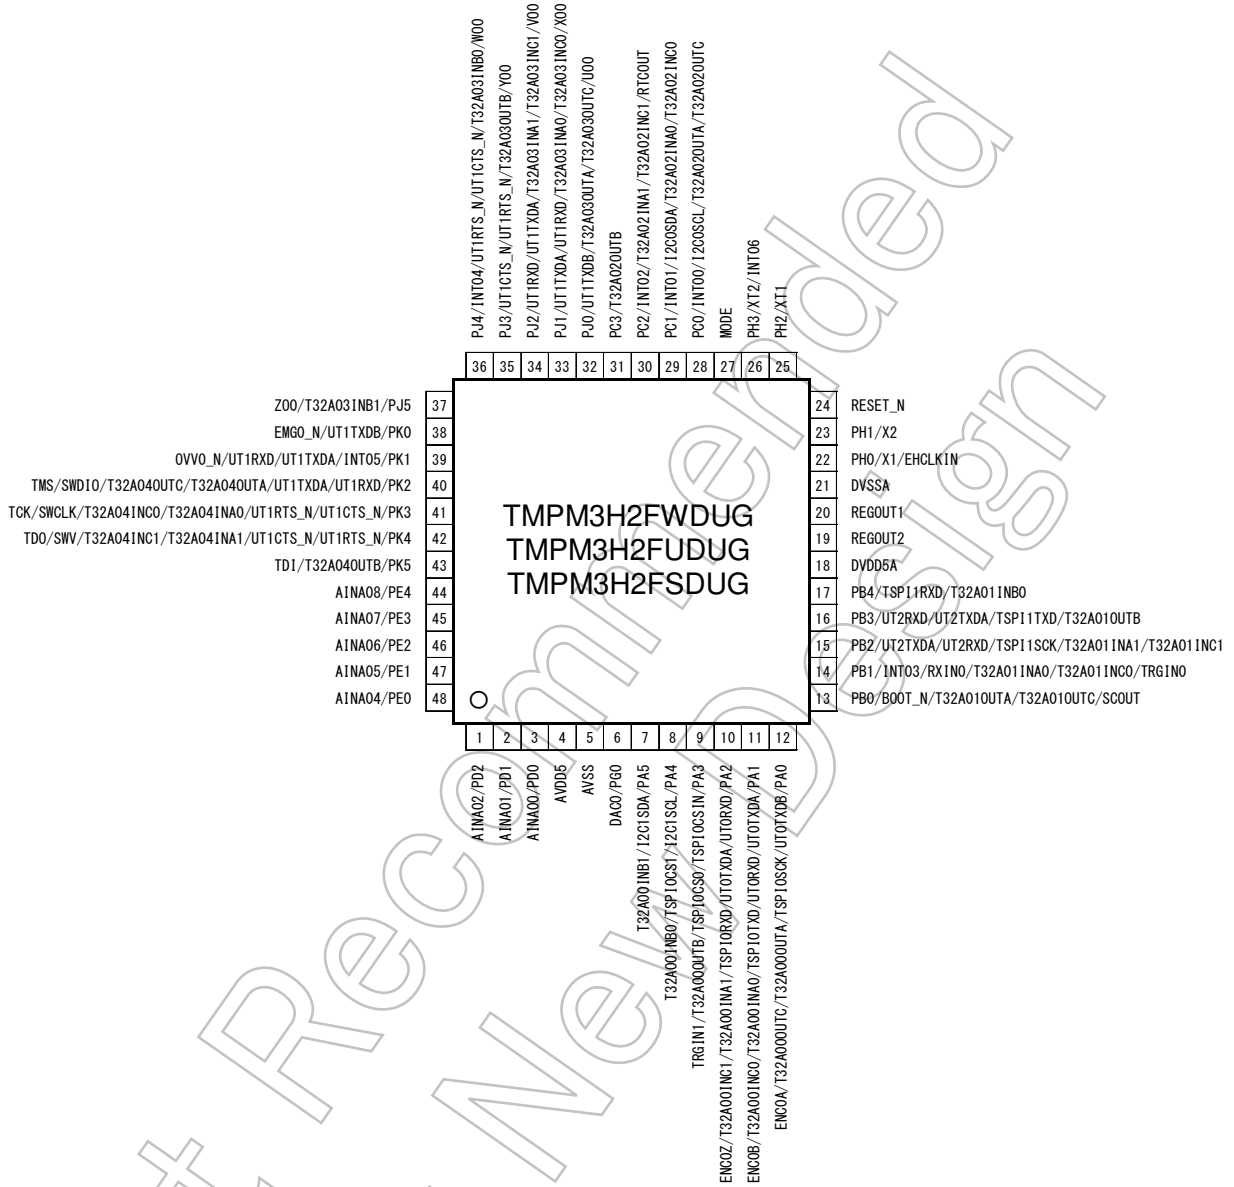 PJ4/INT04/UT1RTS_N/UT1CTS_N/T32A03INB0/WO0
PJ3/UT1CTS_N/UT1RTS_N/T32A03OUTB/YO0
PJ2/UT1RXD/UT1TXDA/T32A03INA1/T32A03INC1/VO0
PJ1/UT1TXDA/UT1RXD/T32A03INA0/T32A03INC0/XO0
PJ0/UT1TXDB/T32A03OUTA/T32A03OUTC/UO0
PC3/T32A02OUTB
PC2/INT02/T32A02INA1/T32A02INC1/RTCOUT
PC1/INT01/I2C0SDA/T32A02INA0/T32A02INC0
PC0/INT00/I2C0SCL/T32A02OUTA/T32A02OUTC
MODE
PH3/XT2/INT06
PH2/XT1
36 35 34 33 32 31 30 29 28 27 26 25
ZO0/T32A03INB1/PJ5 37
EMG0_N/UT1TXDB/PK0 38
OVV0_N/UT1RXD/UT1TXDA/INT05/PK1 39
TMS/SWDIO/T32A04OUTC/T32A04OUTA/UT1TXDA/UT1RXD/PK2 40
TCK/SWCLK/T32A04INC0/T32A04INA0/UT1RTS_N/UT1CTS_N/PK3 41
TDO/SWV/T32A04INC1/T32A04INA1/UT1CTS_N/UT1RTS_N/PK4 42
TDI/T32A04OUTB/PK5 43
AINA08/PE4 44
AINA07/PE3 45
AINA06/PE2 46
AINA05/PE1 47
AINA04/PE0 48
TMPM3H2FWDUG
TMPM3H2FUDUG
TMPM3H2FSDUG
24 RESET_N
23 PH1/X2
22 PH0/X1/EHCLKIN
21 DVSSA
20 REGOUT1
19 REGOUT2
18 DVDD5A
17 PB4/TSPI1RXD/T32A01INB0
16 PB3/UT2RXD/UT2TXDA/TSPI1TXD/T32A01OUTB
15 PB2/UT2TXDA/UT2RXD/TSPI1SCK/T32A01INA1/T32A01INC1
14 PB1/INT03/RXIN0/T32A01INA0/T32A01INC0/TRGIN0
13 PB0/BOOT_N/T32A01OUTA/T32A01OUTC/SCOUT
1 2 3 4 5 6 7 8 9 10 11 12
AINA02/PD2
AINA01/PD1
AINA00/PD0
AVDD5
AVSS
DAC0/PG0
T32A00INB1/I2C1SDA/PA5
T32A00INB0/TSPI0CS1/I2C1SCL/PA4
TRGIN1/T32A00OUTB/TSPI0CS0/TSPI0CSIN/PA3
ENC0Z/T32A00INC1/T32A00INA1/TSPI0RXD/UT0TXDA/UT0RXD/PA2
ENC0B/T32A00INC0/T32A00INA0/TSPI0TXD/UT0RXD/UT0TXDA/PA1
ENC0A/T32A00OUTC/T32A00OUTA/TSPI0SCK/UT0TXDB/PA0
Recommended
New Design